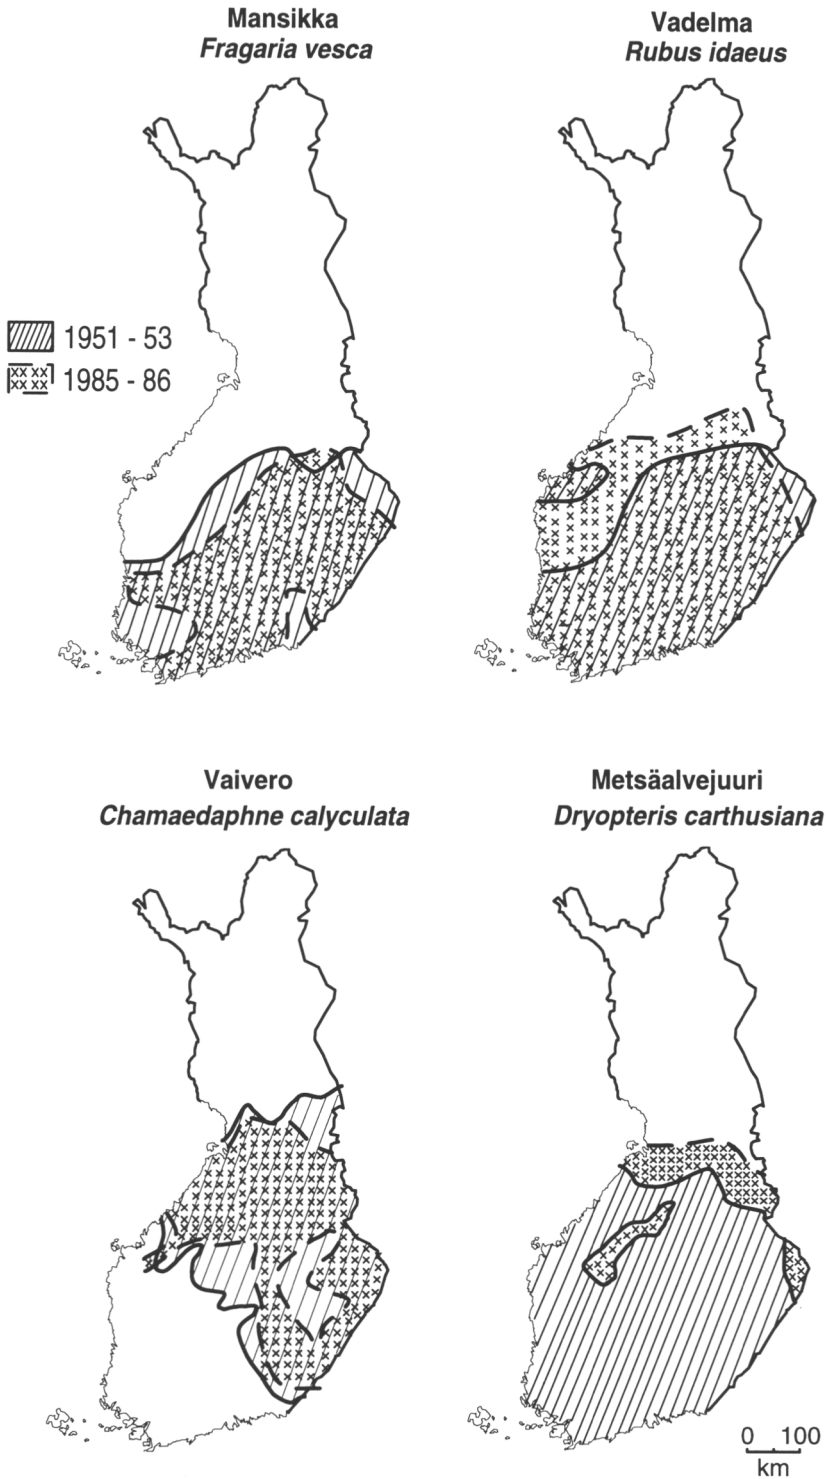 Mansikka
Fragaria vesca
Vadelma
Rubus idaeus
1951 - 53
1985 - 86
Vaivero
Chamaedaphne calyculata
Metsäalvejuuri
Dryopteris carthusiana
0 100
km